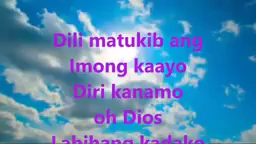 Dili matukib ang
Imong kaayo
Diri kanamo
oh Dios
Labihang kadako